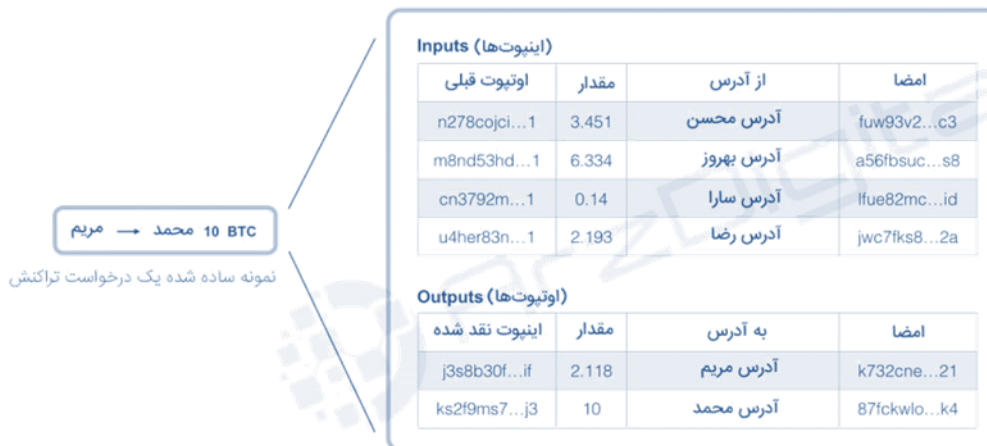 Inputs (اینپوت‌ها)
اوتپوت قبلی مقدار از آدرس امضا
n278cojci...1 3.451 آدرس محسن fuw93v2...c3
m8nd53hd...1 6.334 آدرس بهروز a56fbsuc...s8
cn3792m...1 0.14 آدرس سارا lfue82mc...id
u4her83n...1 2.193 آدرس رضا jwc7fks8...2a
مریم ← محمد 10 BTC
نمونه ساده شده یک درخواست تراکنش
Outputs (اوتپوت‌ها)
اینپوت نقد شده مقدار به آدرس امضا
j3s8b30f...if 2.118 آدرس مریم k732cne...21
ks2f9ms7...j3 10 آدرس محمد 87fckwlo...k4
ArzDigital